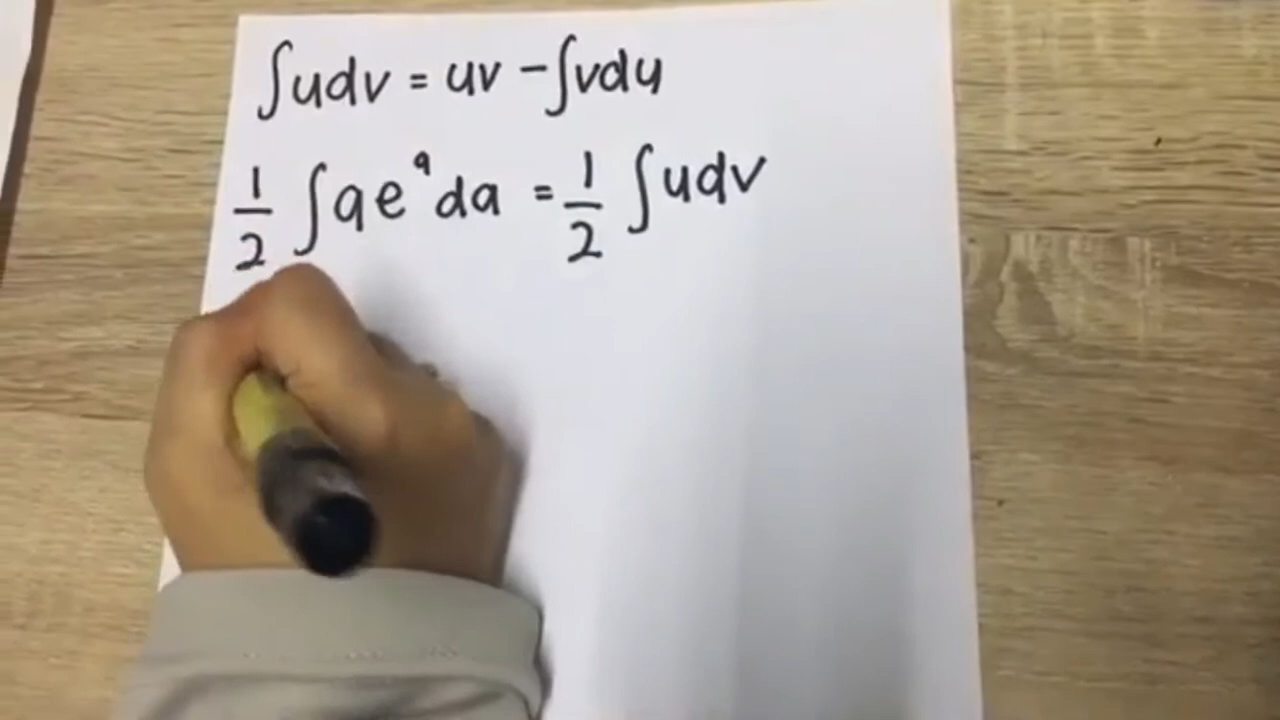 ∫udv = uv - ∫vdu
1/2 ∫ae^a da = 1/2 ∫udv